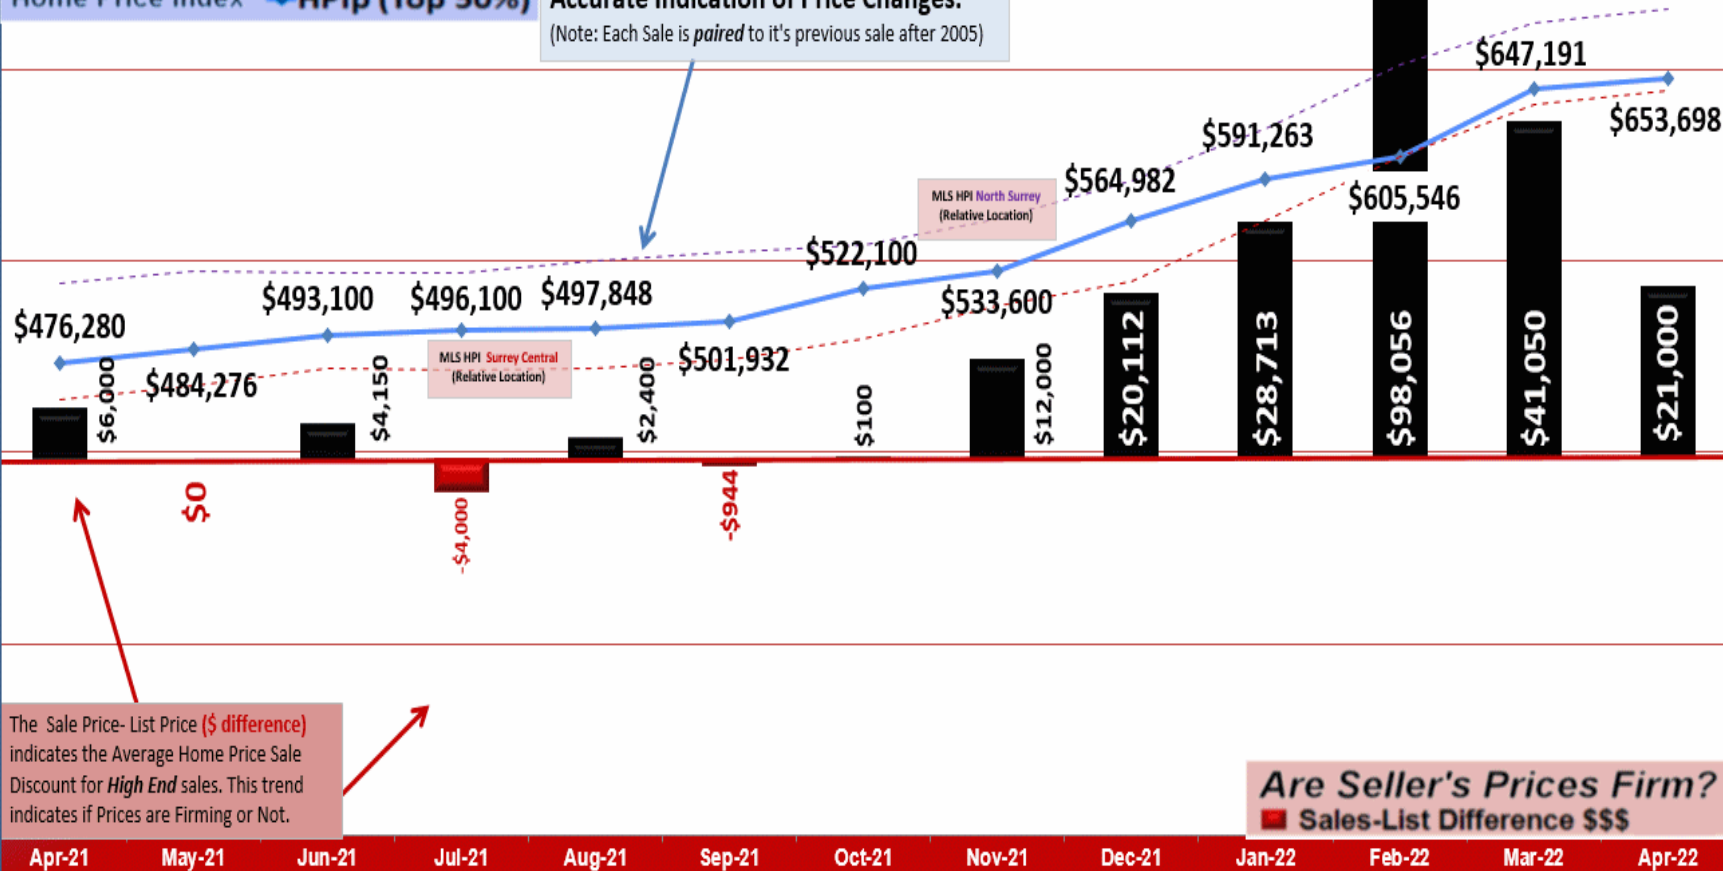 Home Price Index HPIp (Top 50%)
Accurate Indication of Price Changes.
(Note: Each Sale is paired to it's previous sale after 2005)
$647,191
$653,698
$591,263
$564,982
$605,546
MLS HPI North Surrey
(Relative Location)
$522,100
$533,600
$476,280
$493,100
$496,100
$497,848
$484,276
$501,932
MLS HPI Surrey Central
(Relative Location)
$6,000
$0
$4,150
-$4,000
$2,400
-$944
$100
$12,000
$20,112
$28,713
$98,056
$41,050
$21,000
The Sale Price- List Price ($ difference)
indicates the Average Home Price Sale
Discount for High End sales. This trend
indicates if Prices are Firming or Not.
Are Seller's Prices Firm?
Sales-List Difference $$$
Apr-21 May-21 Jun-21 Jul-21 Aug-21 Sep-21 Oct-21 Nov-21 Dec-21 Jan-22 Feb-22 Mar-22 Apr-22